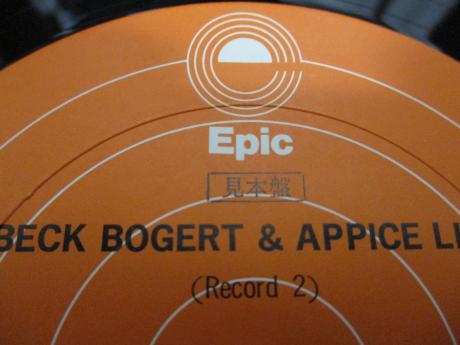 Epic
見本盤
BECK BOGERT & APPICE LI
(Record 2)